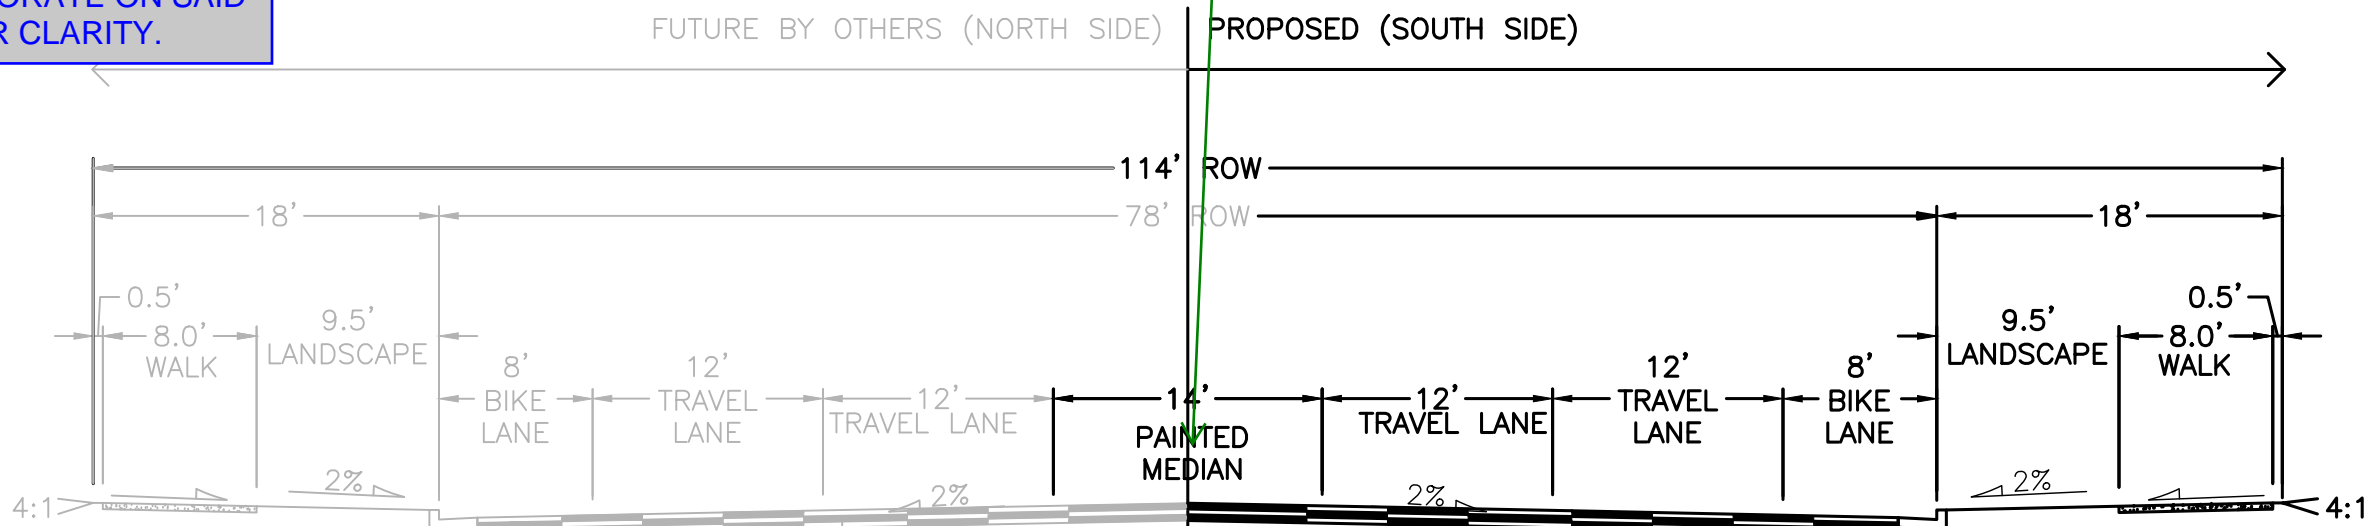 ORATE ON SAID
R CLARITY.
FUTURE BY OTHERS (NORTH SIDE)
PROPOSED (SOUTH SIDE)
114' ROW
18'
78' ROW
18'
0.5'
8.0'
WALK
9.5'
LANDSCAPE
8'
BIKE
LANE
12'
TRAVEL
LANE
12'
TRAVEL LANE
14'
PAINTED
MEDIAN
12'
TRAVEL LANE
12'
TRAVEL
LANE
8'
BIKE
LANE
9.5'
LANDSCAPE
0.5'
8.0'
WALK
4:1
2%
2%
2%
2%
4:1